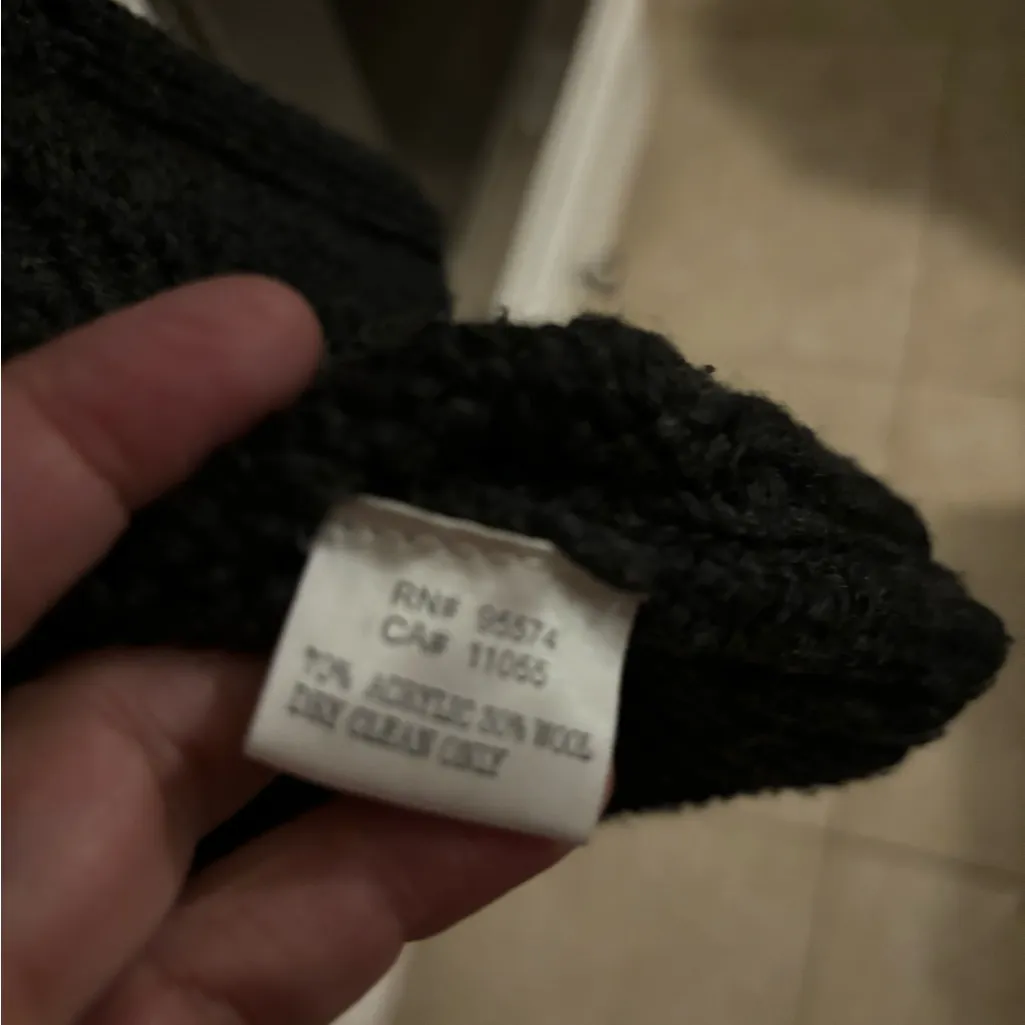 RN# 95574
CA# 11055
70% ACRYLIC 30% WOOL
DRY CLEAN ONLY